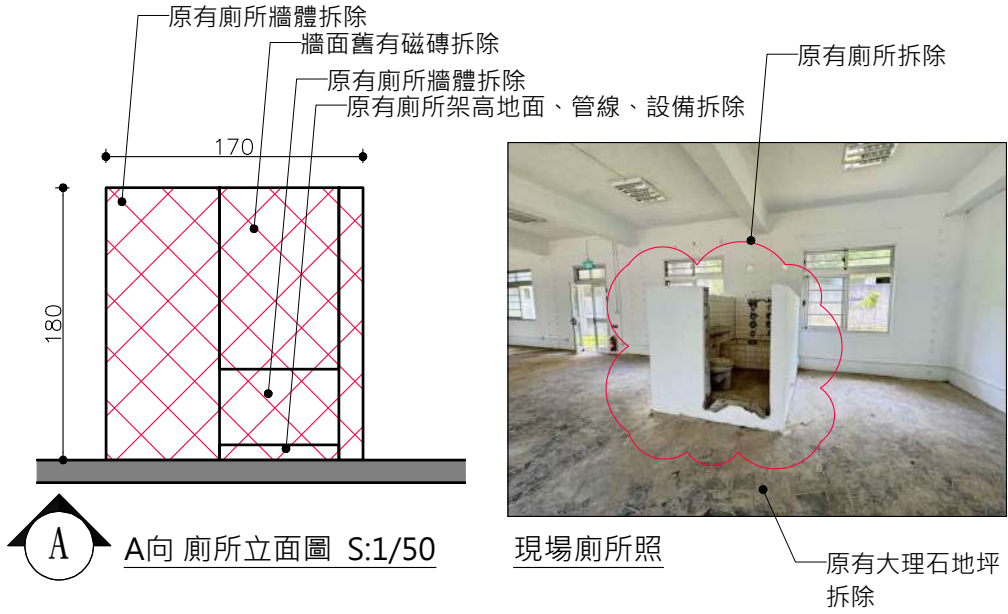 原有廁所牆體拆除
牆面舊有磁磚拆除
原有廁所牆體拆除
原有廁所架高地面、管線、設備拆除
原有廁所拆除
170
180
A
A向 廁所立面圖 S:1/50
現場廁所照
原有大理石地坪
拆除